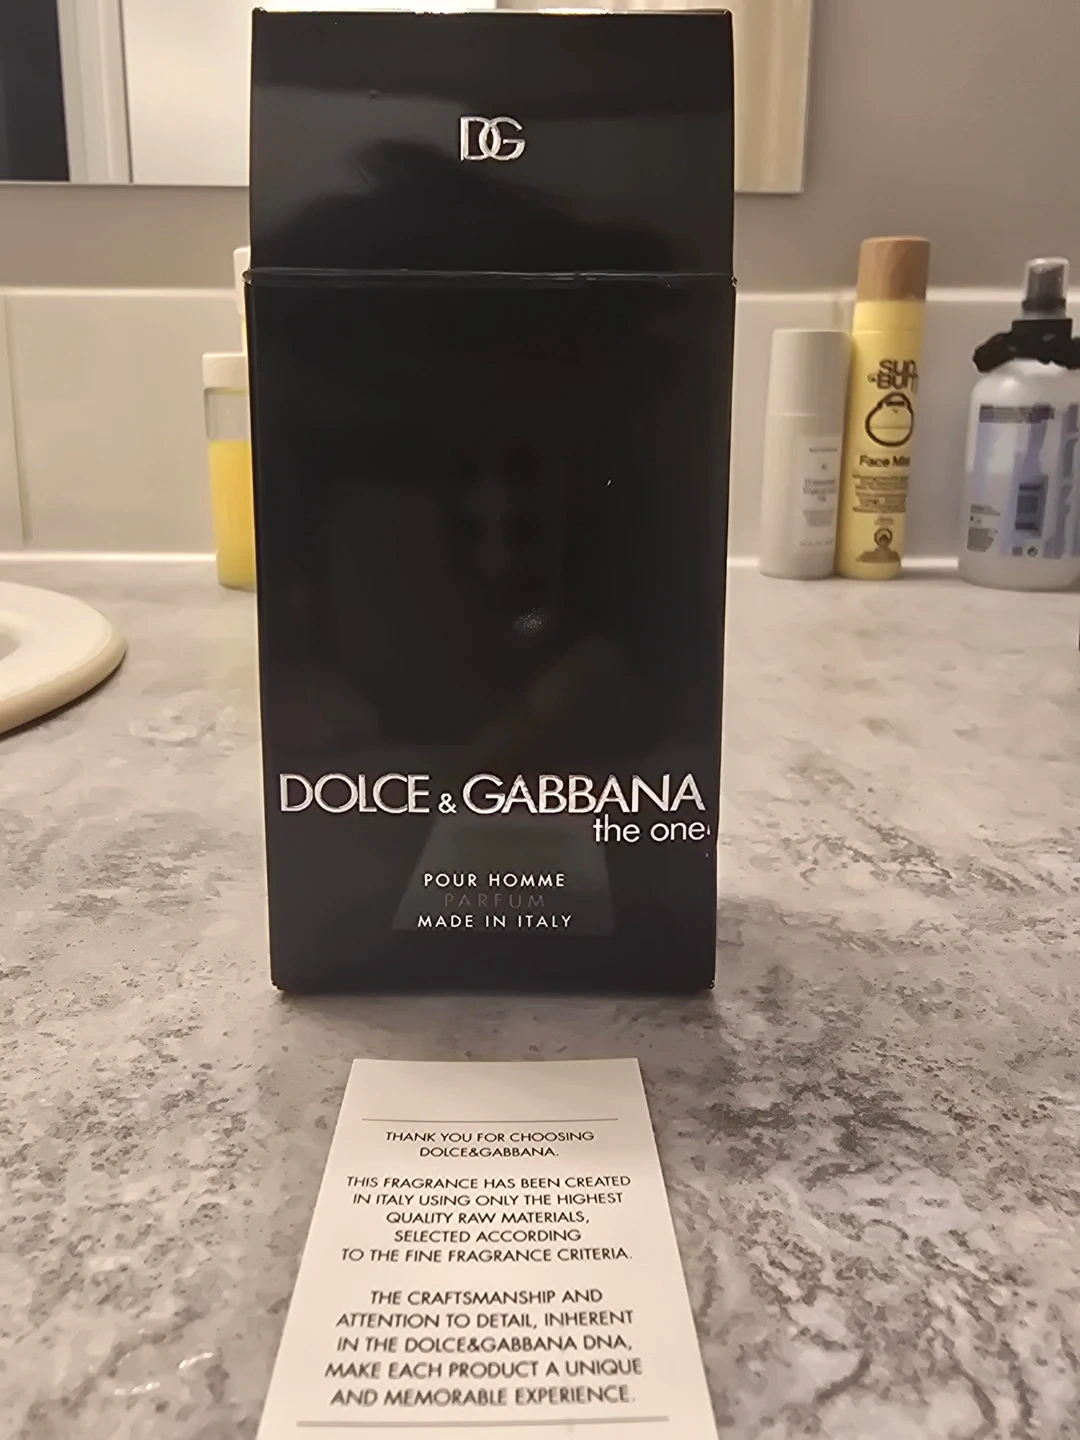 DG
DOLCE & GABBANA
the one
POUR HOMME
PARFUM
MADE IN ITALY
SUN
BUM
Face
THANK YOU FOR CHOOSING
DOLCE&GABBANA.
THIS FRAGRANCE HAS BEEN CREATED
IN ITALY USING ONLY THE HIGHEST
QUALITY RAW MATERIALS,
SELECTED ACCORDING
TO THE FINE FRAGRANCE CRITERIA.
THE CRAFTSMANSHIP AND
ATTENTION TO DETAIL, INHERENT
IN THE DOLCE&GABBANA DNA,
MAKE EACH PRODUCT A UNIQUE
AND MEMORABLE EXPERIENCE.